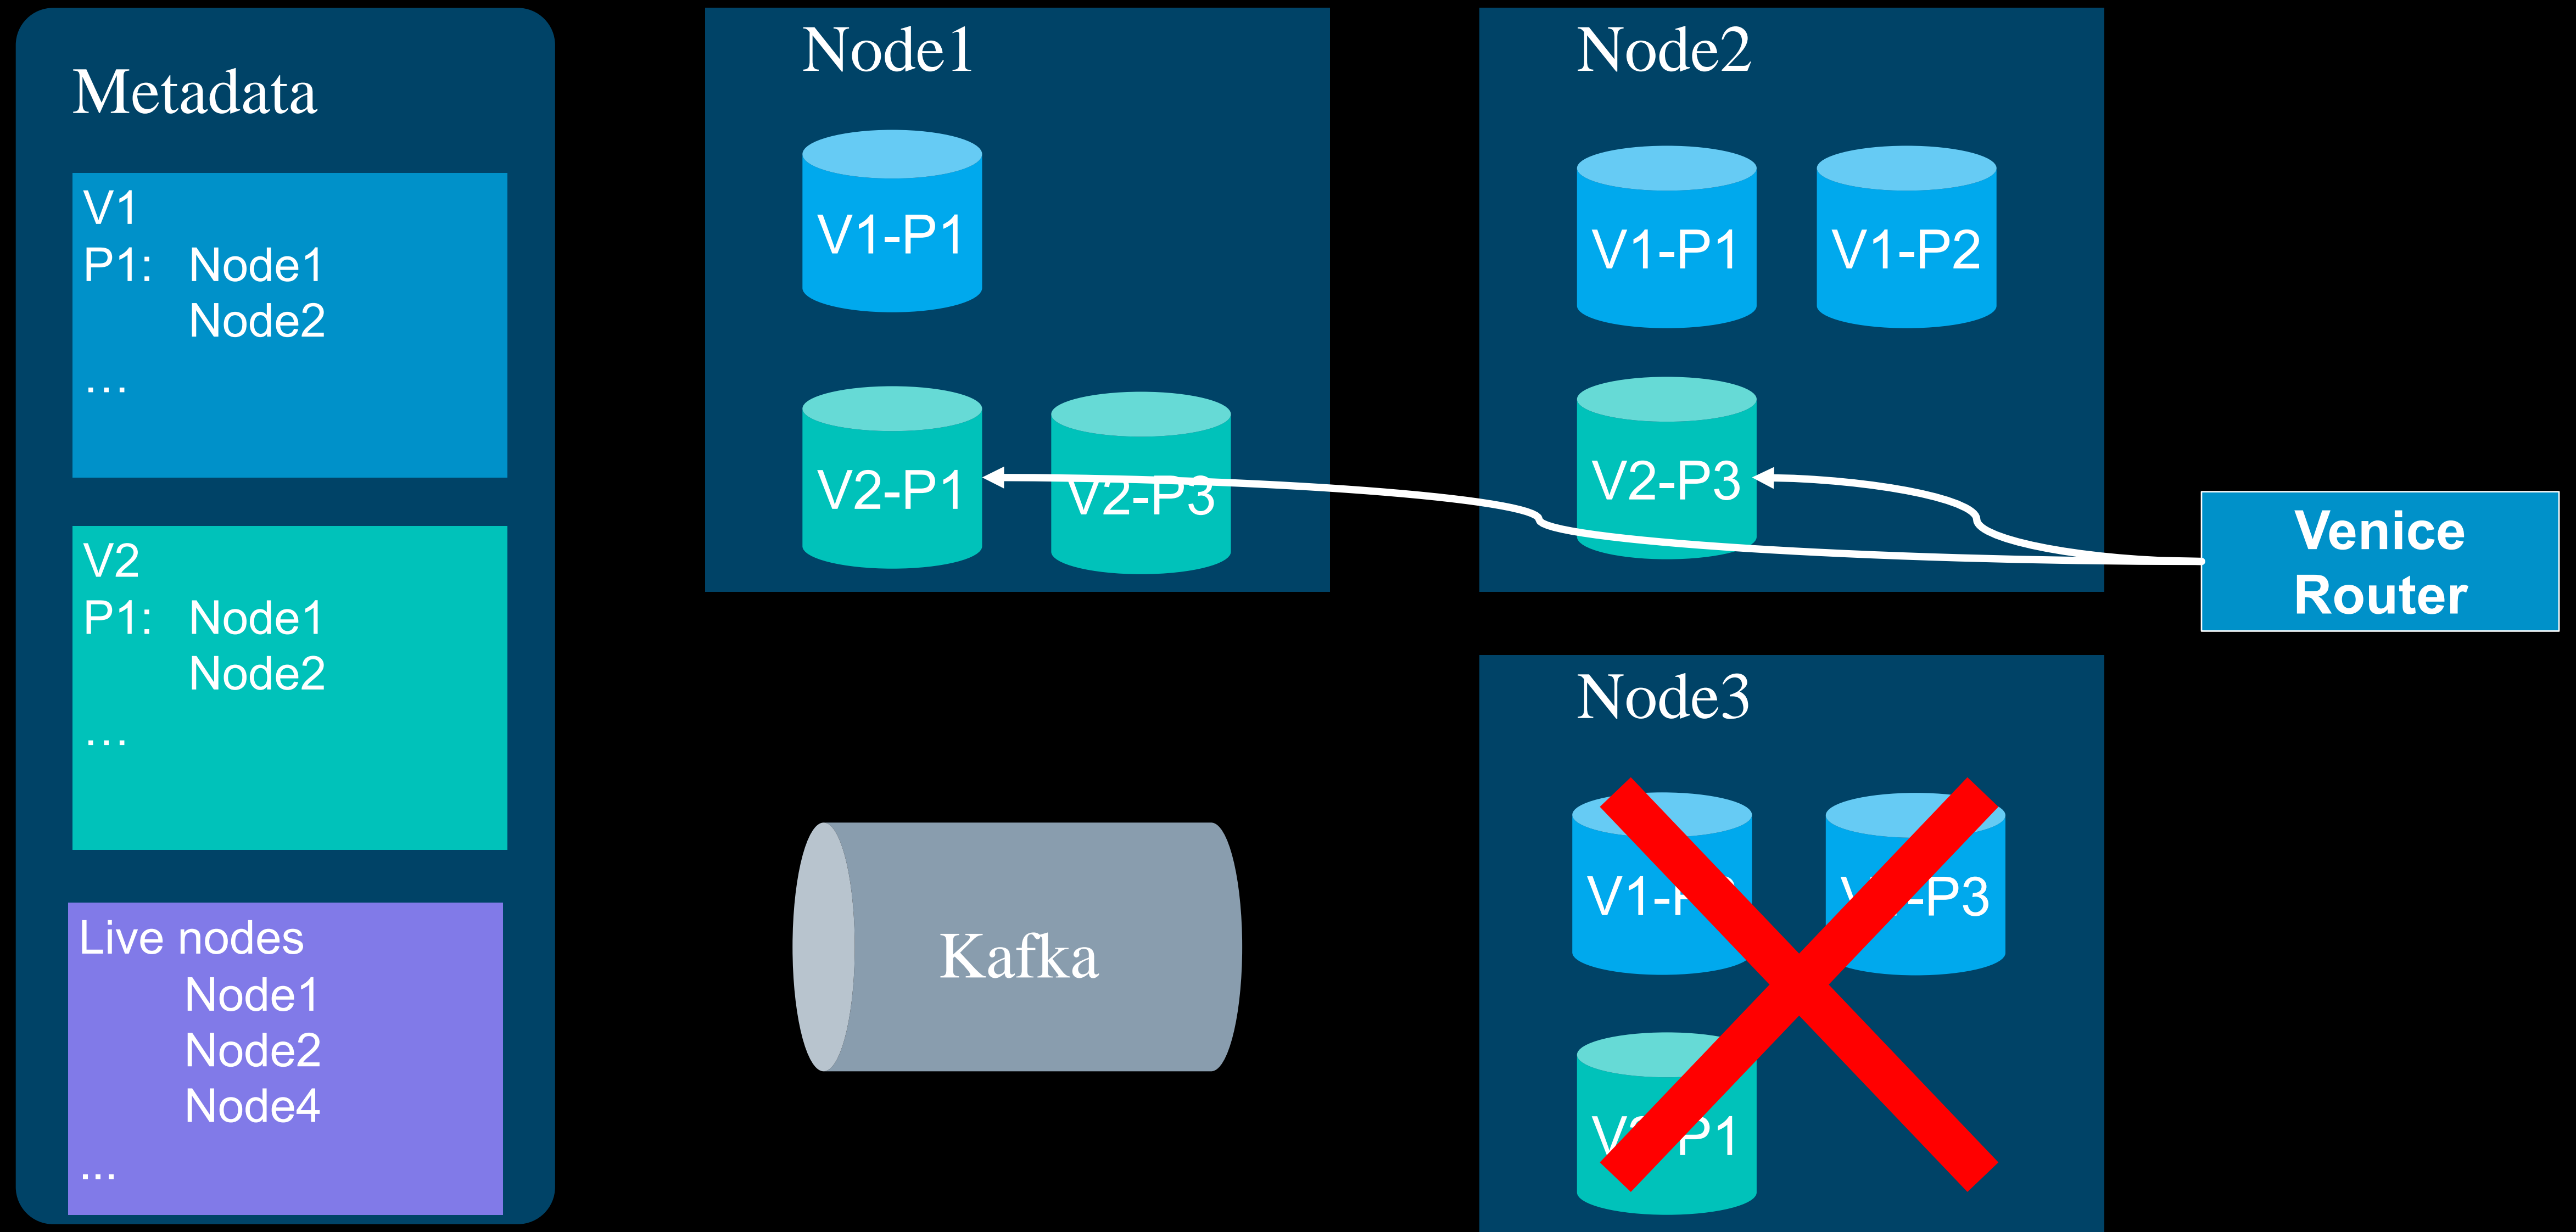 Metadata
V1
P1: Node1
Node2
…
V2
P1: Node1
Node2
…
Live nodes
Node1
Node2
Node4
...
Node1
V1-P1
V2-P1
V2-P3
Node2
V1-P1
V1-P2
V2-P3
Venice
Router
Kafka
Node3